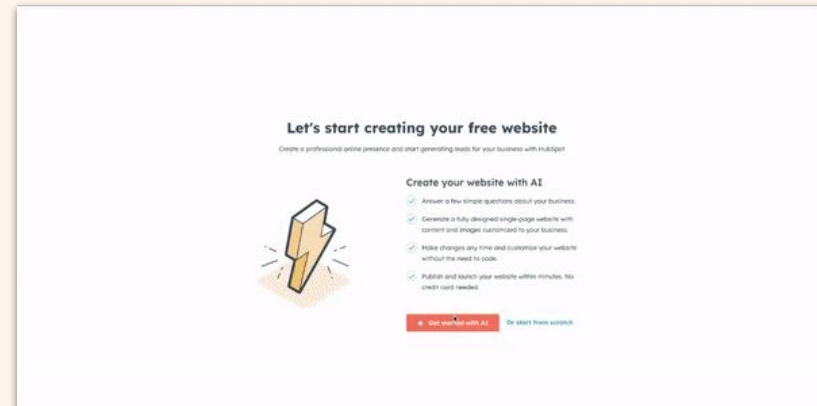 Let's start creating your free website
Create a professional online presence and start generating leads for your business with HubSpot
Create your website with AI
Answer a few simple questions about your business.
Generate a fully designed single-page website with
content and images customized to your business.
Make changes any time and customize your website
without the need to code.
Publish and launch your website within minutes. No
credit card needed.
Get started with AI
Or start from scratch